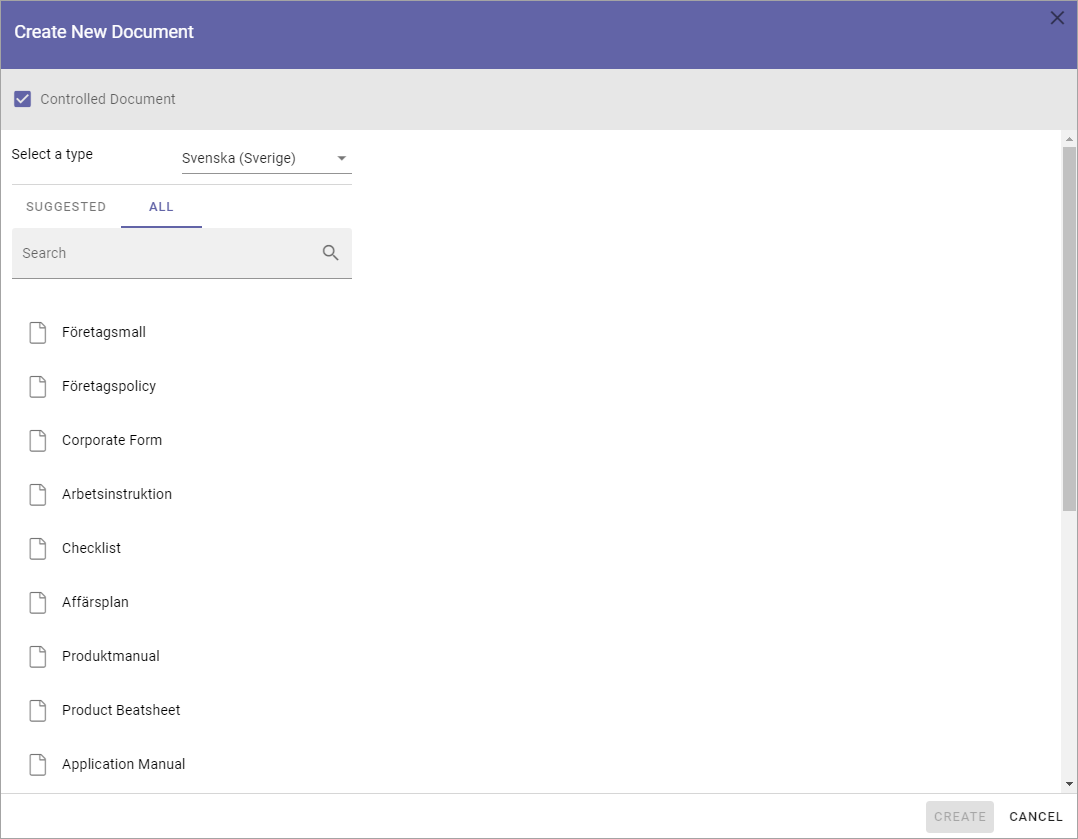 Create New Document
Controlled Document
Select a type
Svenska (Sverige)
SUGGESTED ALL
Search
Företagsmall
Företagspolicy
Corporate Form
Arbetsinstruktion
Checklist
Affärsplan
Produktmanual
Product Beatsheet
Application Manual
CREATE CANCEL